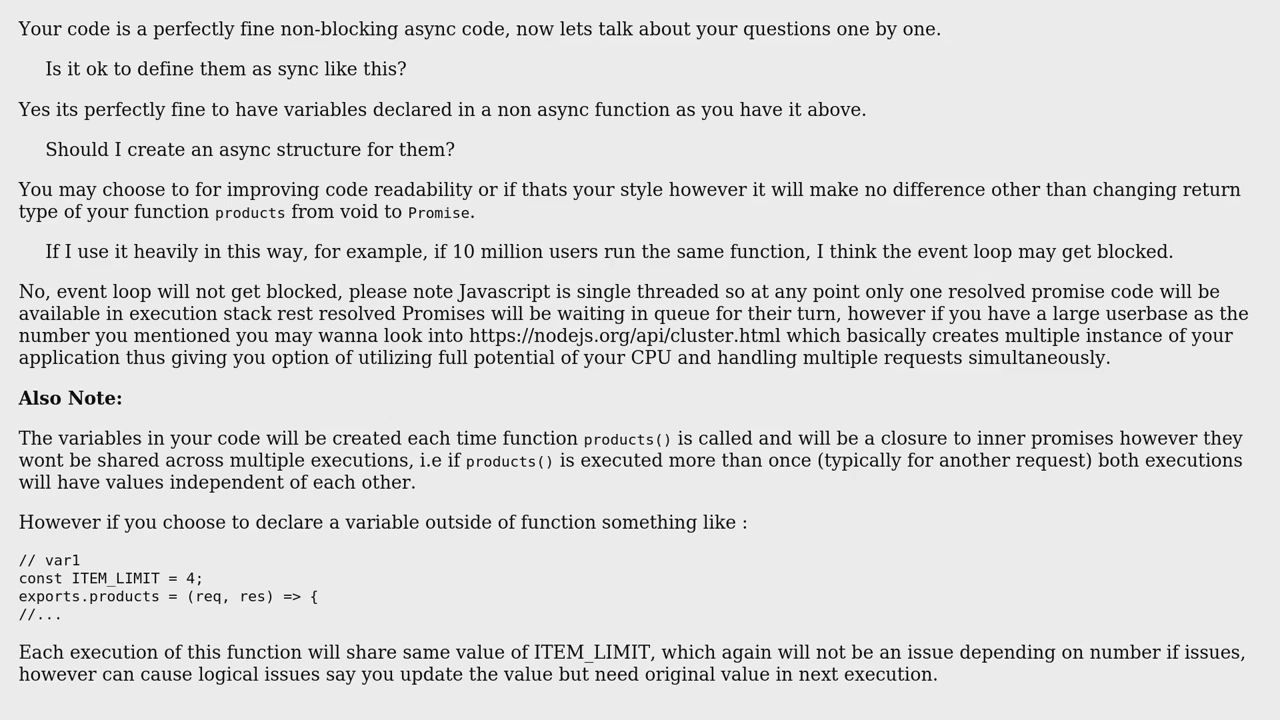 Your code is a perfectly fine non-blocking async code, now lets talk about your questions one by one.
Is it ok to define them as sync like this?
Yes its perfectly fine to have variables declared in a non async function as you have it above.
Should I create an async structure for them?
You may choose to for improving code readability or if thats your style however it will make no difference other than changing return
type of your function products from void to Promise.
If I use it heavily in this way, for example, if 10 million users run the same function, I think the event loop may get blocked.
No, event loop will not get blocked, please note Javascript is single threaded so at any point only one resolved promise code will be
available in execution stack rest resolved Promises will be waiting in queue for their turn, however if you have a large userbase as the
number you mentioned you may wanna look into https://nodejs.org/api/cluster.html which basically creates multiple instance of your
application thus giving you option of utilizing full potential of your CPU and handling multiple requests simultaneously.
Also Note:
The variables in your code will be created each time function products() is called and will be a closure to inner promises however they
wont be shared across multiple executions, i.e if products() is executed more than once (typically for another request) both executions
will have values independent of each other.
However if you choose to declare a variable outside of function something like :
// var1
const ITEM_LIMIT = 4;
exports.products = (req, res) => {
//...
Each execution of this function will share same value of ITEM_LIMIT, which again will not be an issue depending on number if issues,
however can cause logical issues say you update the value but need original value in next execution.